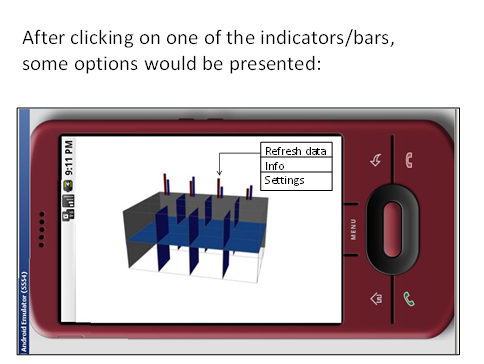 After clicking on one of the indicators/bars,
some options would be presented:
9:11 PM
Refresh data
Info
Settings
MENU
Android Emulator (5554)